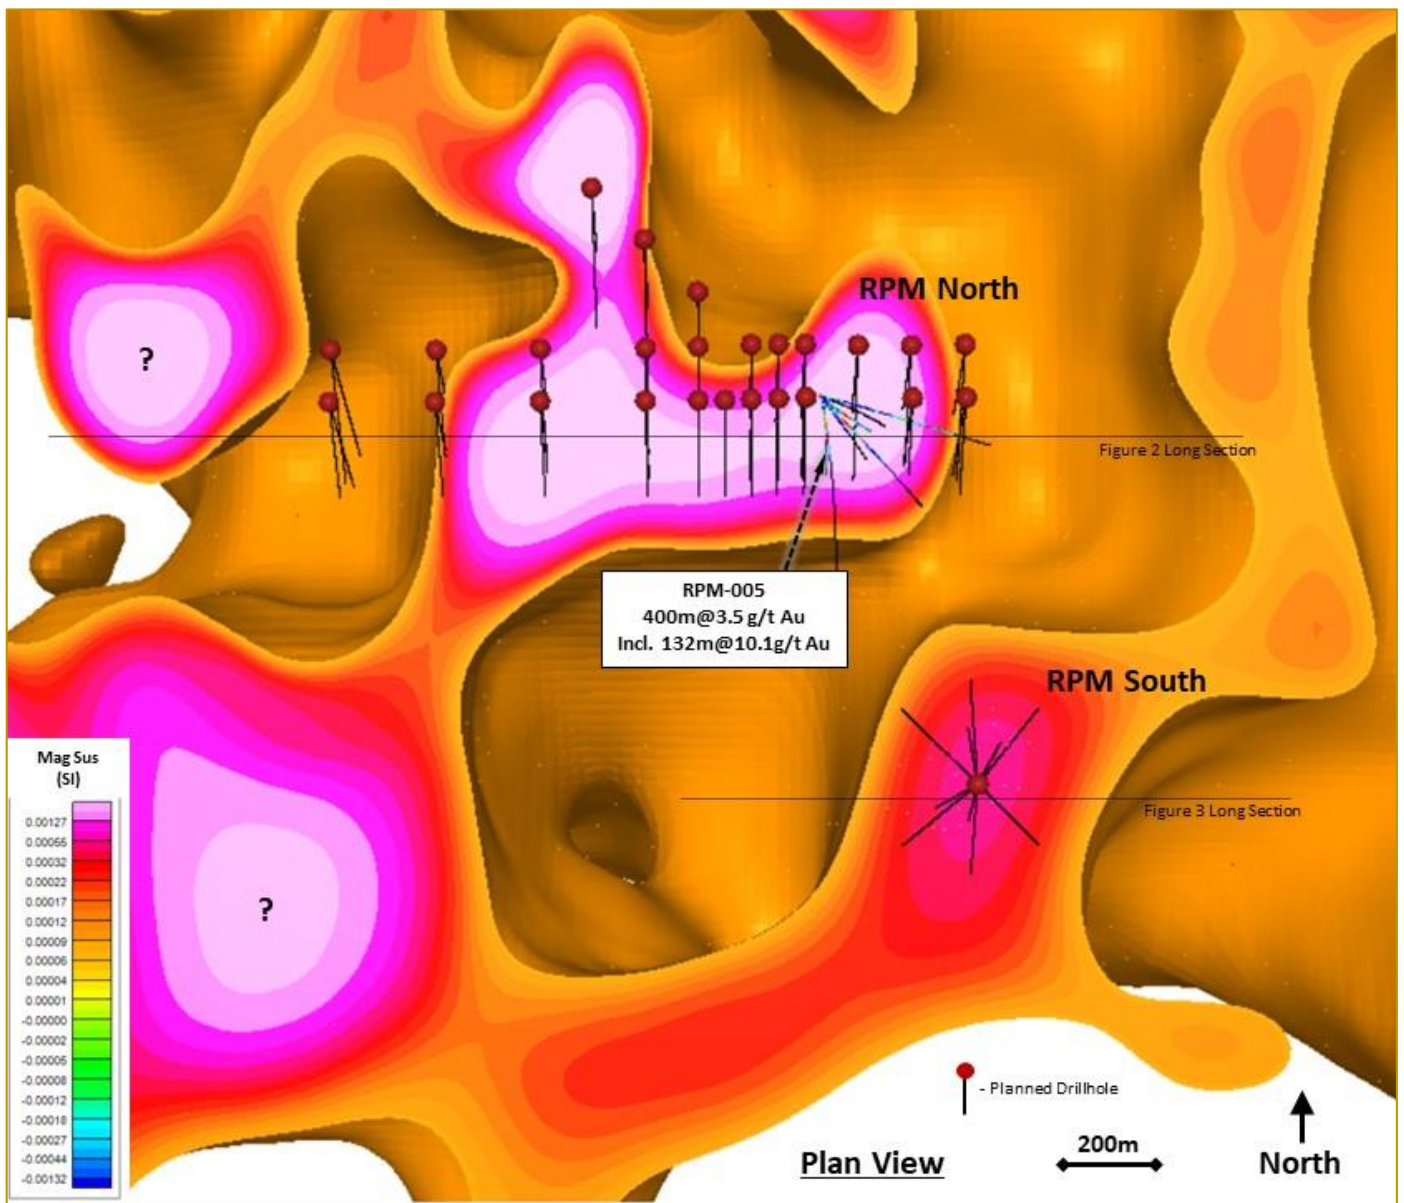 RPM North
?
Figure 2 Long Section
RPM-005
400m@3.5 g/t Au
Incl. 132m@10.1g/t Au
RPM South
Mag Sus
(SI)
0.00127
0.00055
0.00032
0.00022
0.00017
0.00012
0.00009
0.00006
0.00004
0.00001
-0.00000
-0.00002
-0.00005
-0.00008
-0.00012
-0.00018
-0.00027
-0.00044
-0.00132
Figure 3 Long Section
?
- Planned Drillhole
Plan View
200m
North